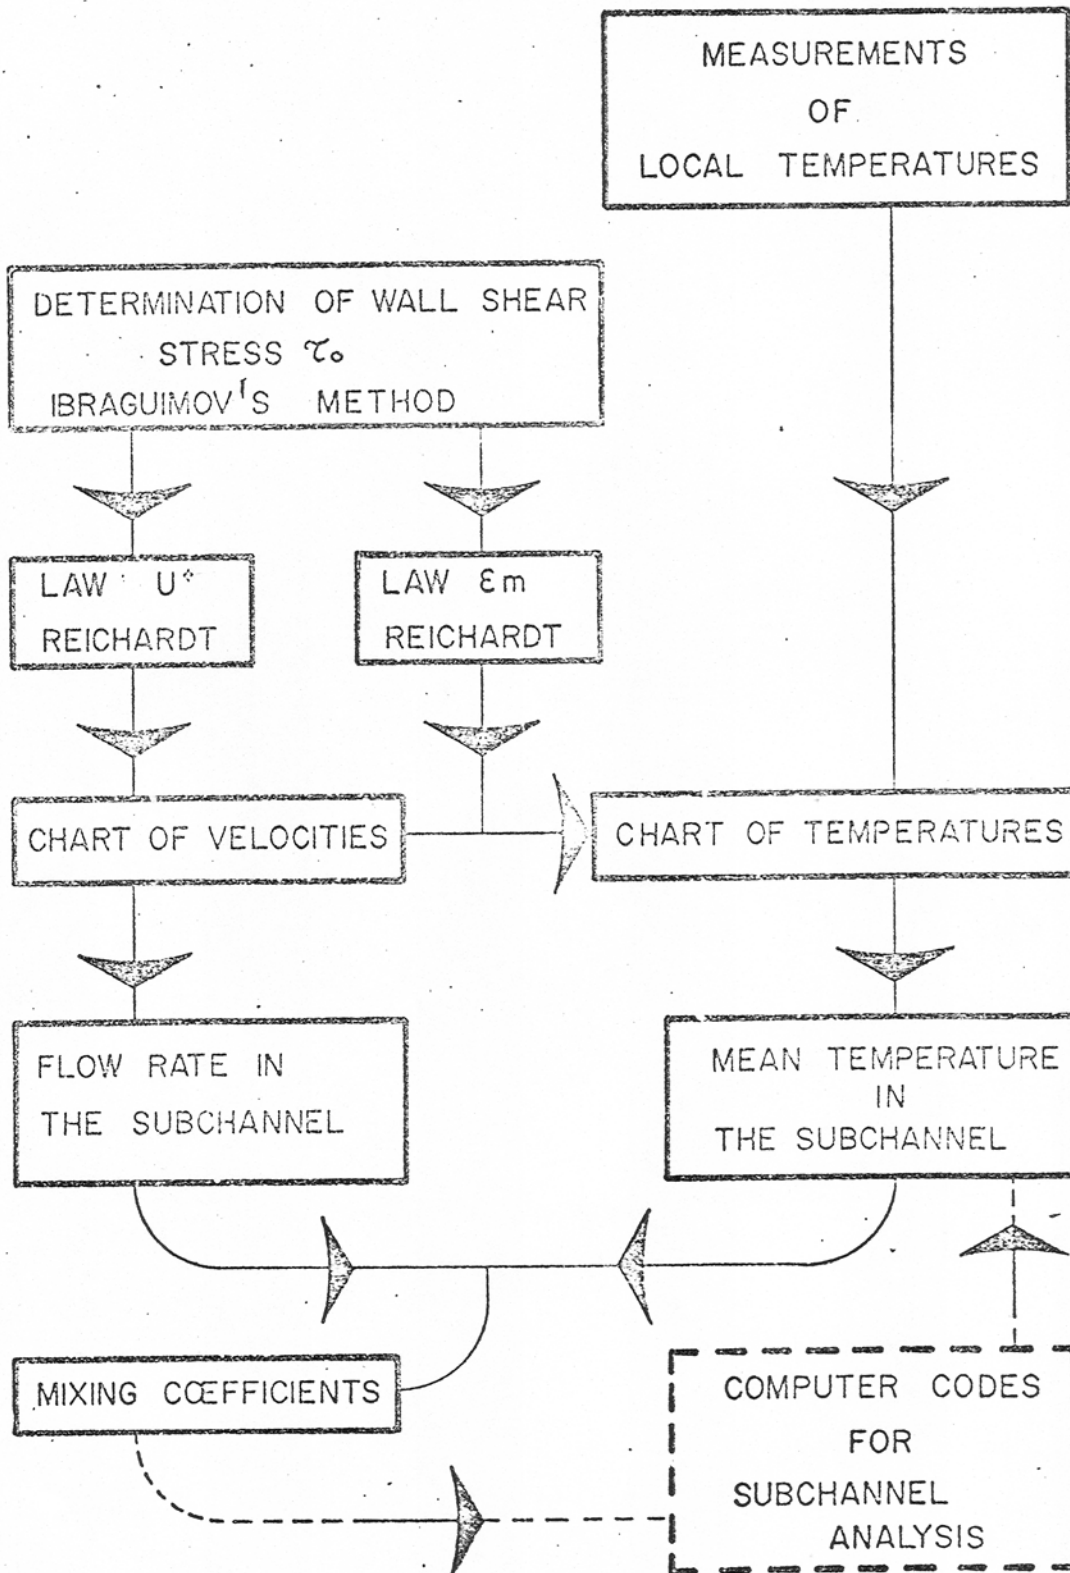 MEASUREMENTS
OF
LOCAL TEMPERATURES
DETERMINATION OF WALL SHEAR
STRESS τo
IBRAGUIMOV'S METHOD
LAW U+
REICHARDT
LAW εm
REICHARDT
CHART OF VELOCITIES
CHART OF TEMPERATURES
FLOW RATE IN
THE SUBCHANNEL
MEAN TEMPERATURE
IN
THE SUBCHANNEL
MIXING CŒFFICIENTS
COMPUTER CODES
FOR
SUBCHANNEL
ANALYSIS